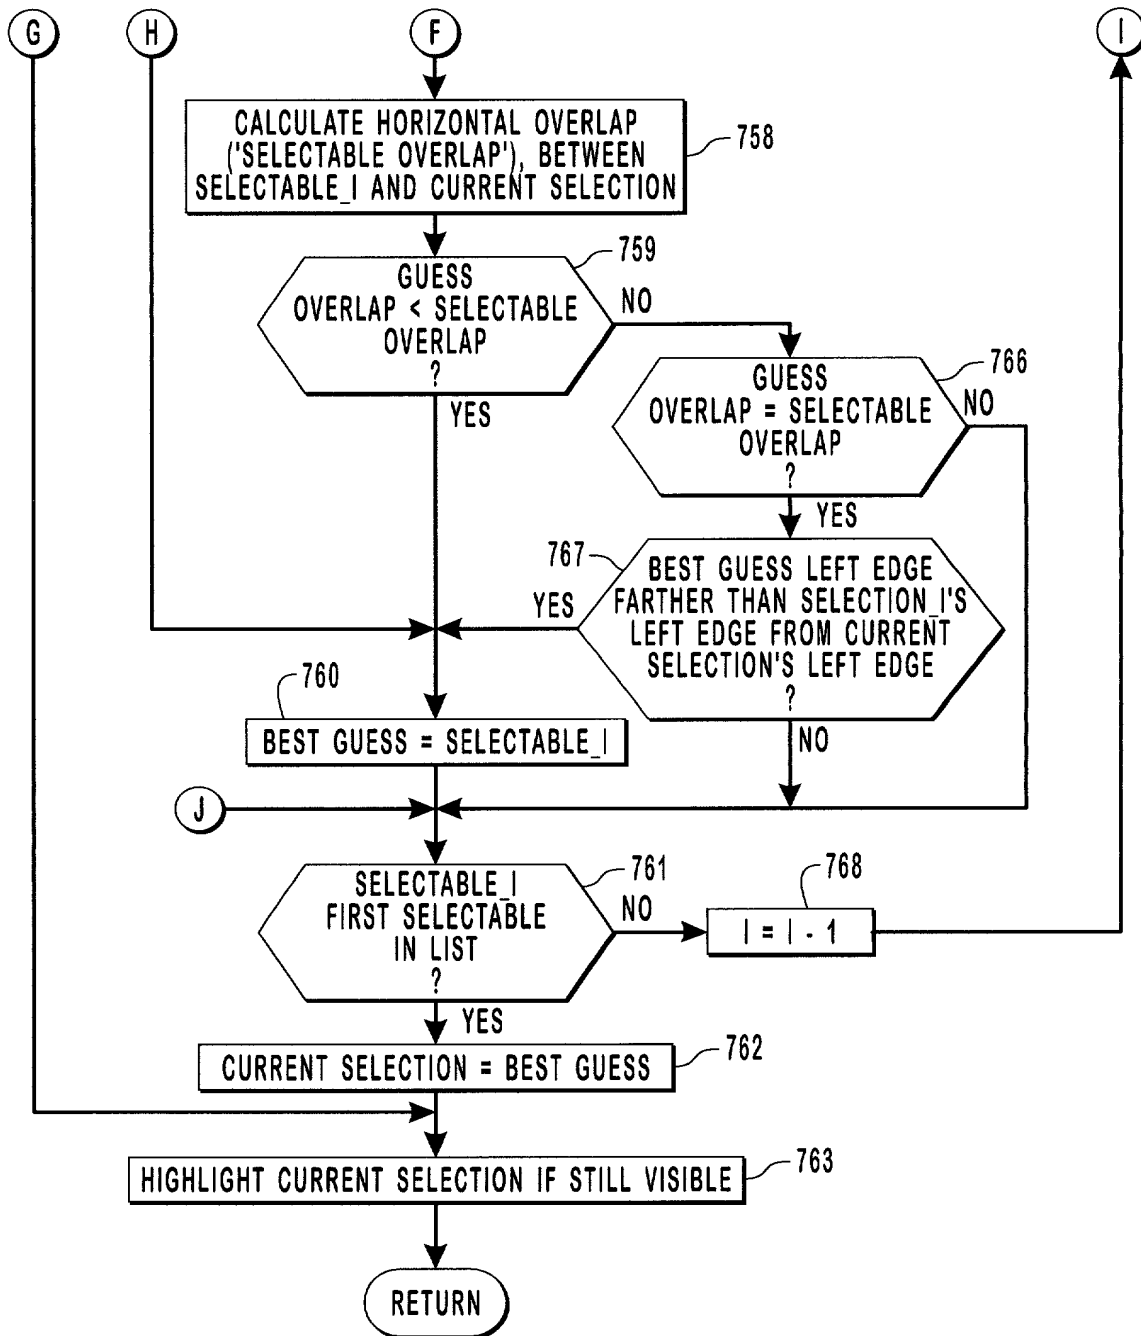 G
H
F
I
CALCULATE HORIZONTAL OVERLAP
('SELECTABLE OVERLAP'), BETWEEN
SELECTABLE_I AND CURRENT SELECTION
758
759
GUESS
OVERLAP < SELECTABLE
OVERLAP
?
NO
YES
766
GUESS
OVERLAP = SELECTABLE
OVERLAP
?
NO
YES
767
BEST GUESS LEFT EDGE
FARTHER THAN SELECTION_I'S
LEFT EDGE FROM CURRENT
SELECTION'S LEFT EDGE
?
YES
NO
760
BEST GUESS = SELECTABLE_I
J
761
SELECTABLE_I
FIRST SELECTABLE
IN LIST
?
NO
768
I = I - 1
YES
CURRENT SELECTION = BEST GUESS
762
HIGHLIGHT CURRENT SELECTION IF STILL VISIBLE
763
RETURN